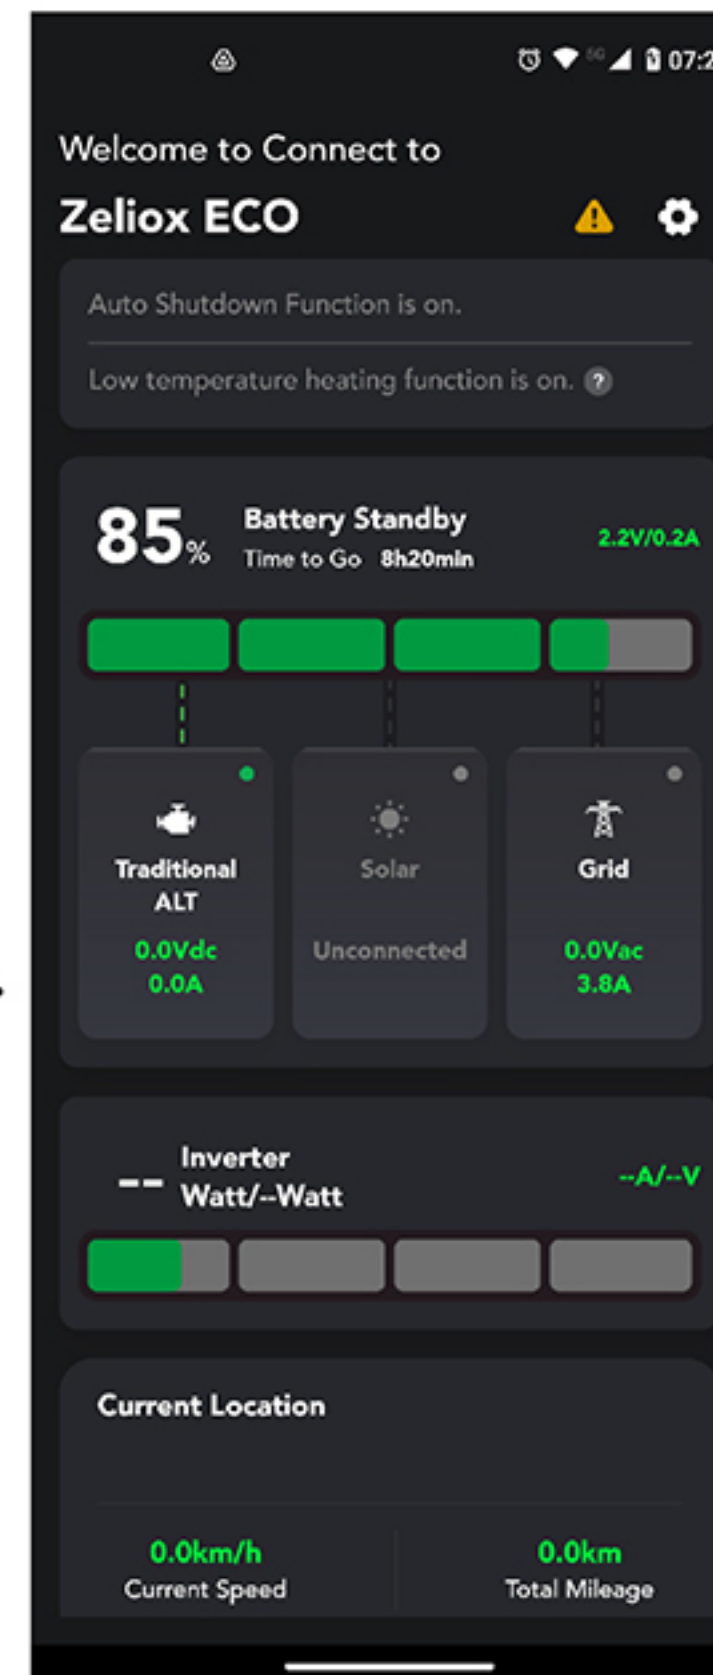 5G 07:2
Welcome to Connect to
Zeliox ECO
Auto Shutdown Function is on.
Low temperature heating function is on. ?
85% Battery Standby 2.2V/0.2A
Time to Go 8h20min
Traditional
ALT
0.0Vdc
0.0A
Solar
Unconnected
Grid
0.0Vac
3.8A
-- Inverter
Watt/--Watt
--A/--V
Current Location
0.0km/h 0.0km
Current Speed Total Mileage